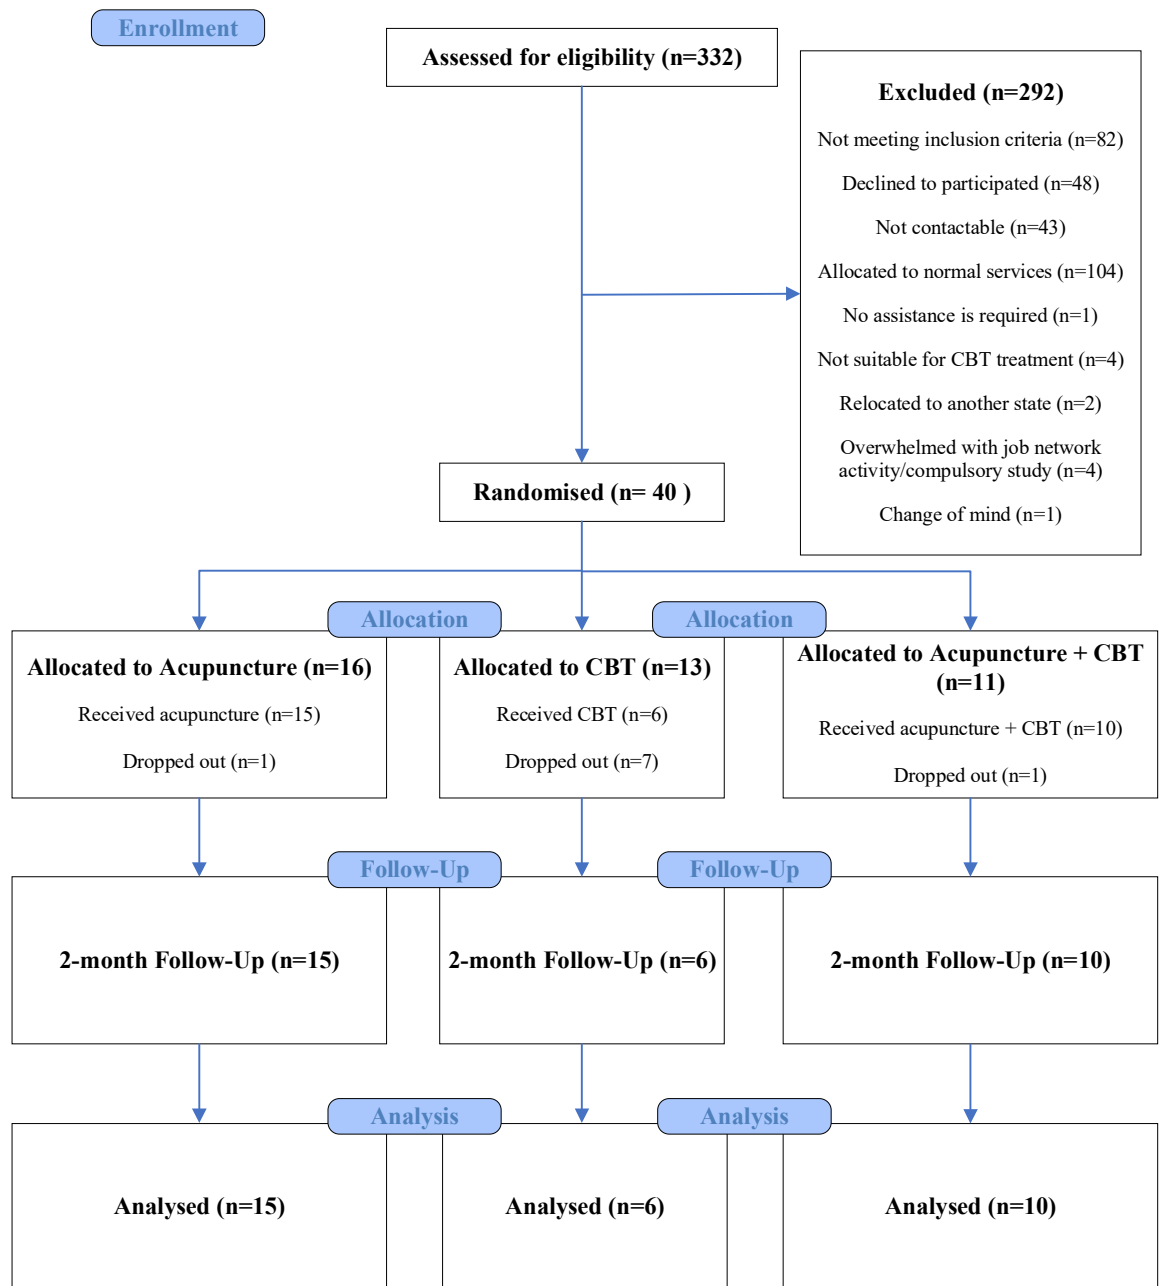 Enrollment
Assessed for eligibility (n=332)
Excluded (n=292)
Not meeting inclusion criteria (n=82)
Declined to participated (n=48)
Not contactable (n=43)
Allocated to normal services (n=104)
No assistance is required (n=1)
Not suitable for CBT treatment (n=4)
Relocated to another state (n=2)
Overwhelmed with job network
activity/compulsory study (n=4)
Change of mind (n=1)
Randomised (n= 40 )
Allocation
Allocation
Allocated to Acupuncture (n=16)
Received acupuncture (n=15)
Dropped out (n=1)
Allocated to CBT (n=13)
Received CBT (n=6)
Dropped out (n=7)
Allocated to Acupuncture + CBT
(n=11)
Received acupuncture + CBT (n=10)
Dropped out (n=1)
Follow-Up
Follow-Up
2-month Follow-Up (n=15)
2-month Follow-Up (n=6)
2-month Follow-Up (n=10)
Analysis
Analysis
Analysed (n=15)
Analysed (n=6)
Analysed (n=10)